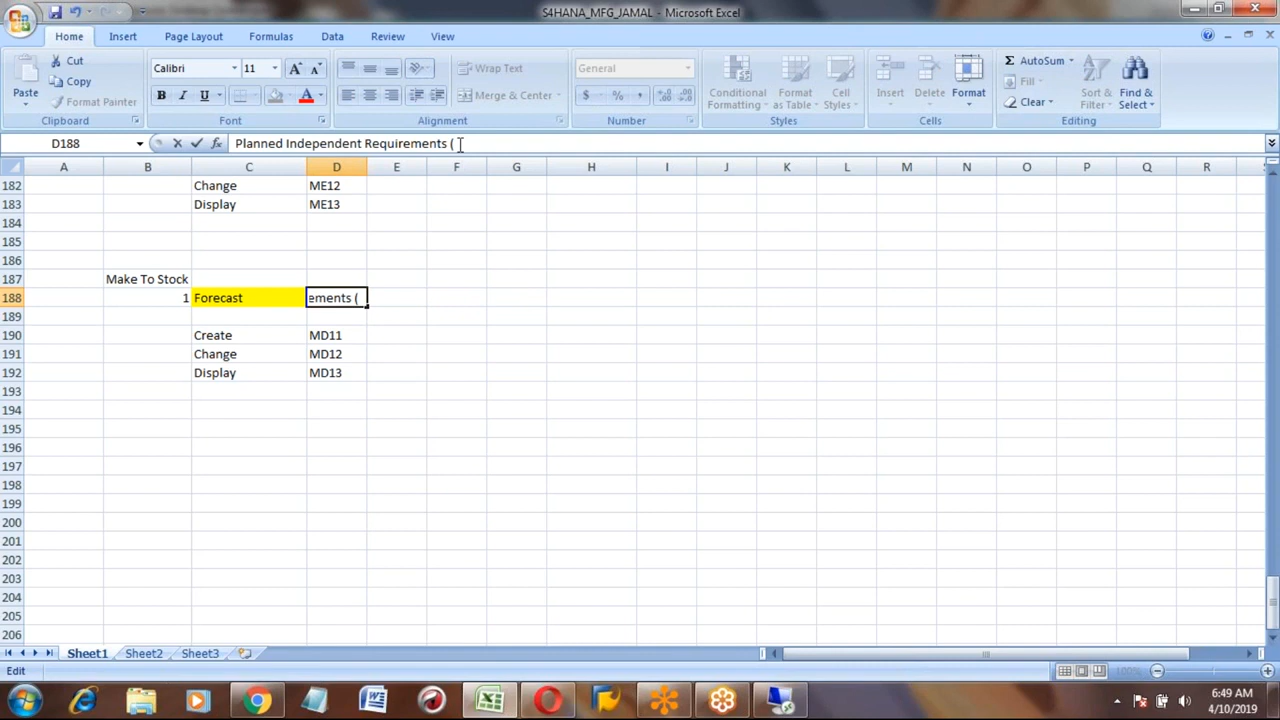 S4HANA_MFG_JAMAL - Microsoft Excel
Home Insert Page Layout Formulas Data Review View
Cut
Copy
Format Painter
Paste
Clipboard
Calibri 11
B I U
Font
Wrap Text
Merge & Center
Alignment
General
$ % ,
Number
Conditional Formatting
Format as Table
Cell Styles
Styles
Insert Delete Format
Cells
Σ AutoSum
Fill
Clear
Sort & Filter
Find & Select
Editing
D188 fx Planned Independent Requirements (
A B C D E F G H I J K L M N O P Q R
182 Change ME12
183 Display ME13
184
185
186
187 Make To Stock
188 1 Forecast ements (
189
190 Create MD11
191 Change MD12
192 Display MD13
193
194
195
196
197
198
199
200
201
202
203
204
205
206
Sheet1 Sheet2 Sheet3
Edit 100%
6:49 AM
4/10/2019